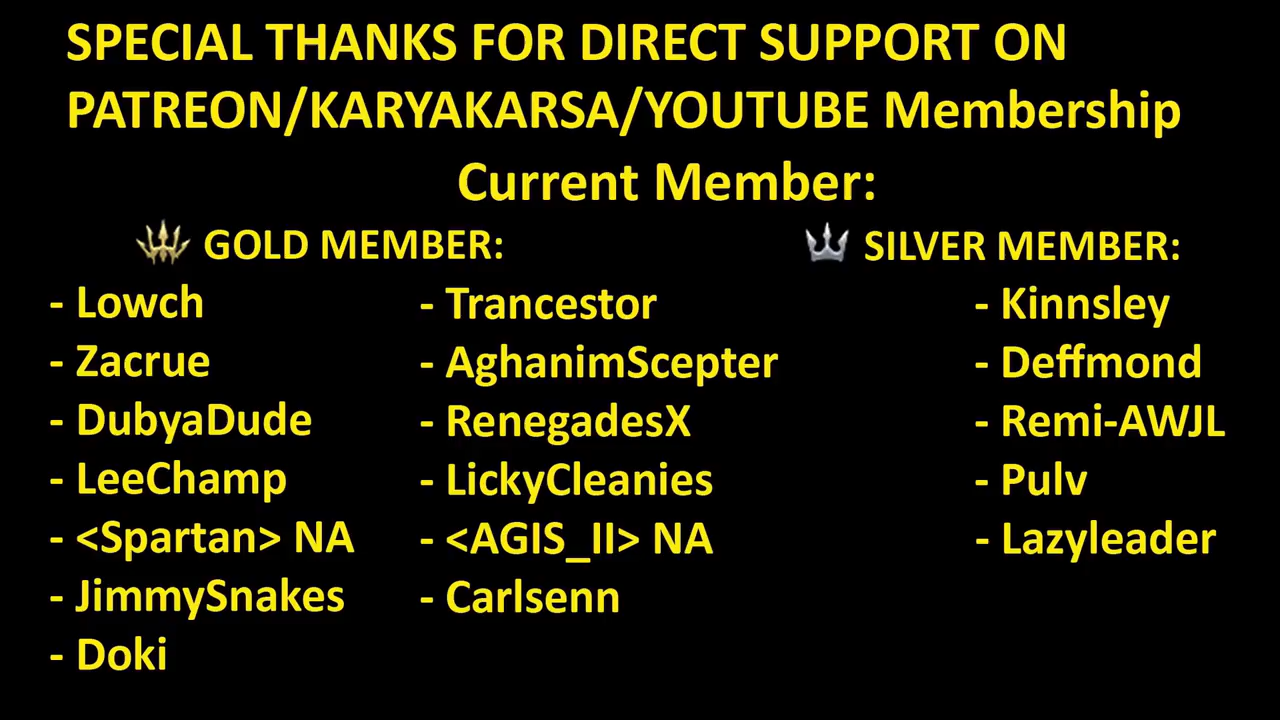 SPECIAL THANKS FOR DIRECT SUPPORT ON
PATREON/KARYAKARSA/YOUTUBE Membership
Current Member:
GOLD MEMBER:
- Lowch
- Zacrue
- DubyaDude
- LeeChamp
- <Spartan> NA
- JimmySnakes
- Doki
- Trancestor
- AghanimScepter
- RenegadesX
- LickyCleanies
- <AGIS_II> NA
- Carlsenn
SILVER MEMBER:
- Kinnsley
- Deffmond
- Remi-AWJL
- Pulv
- Lazyleader